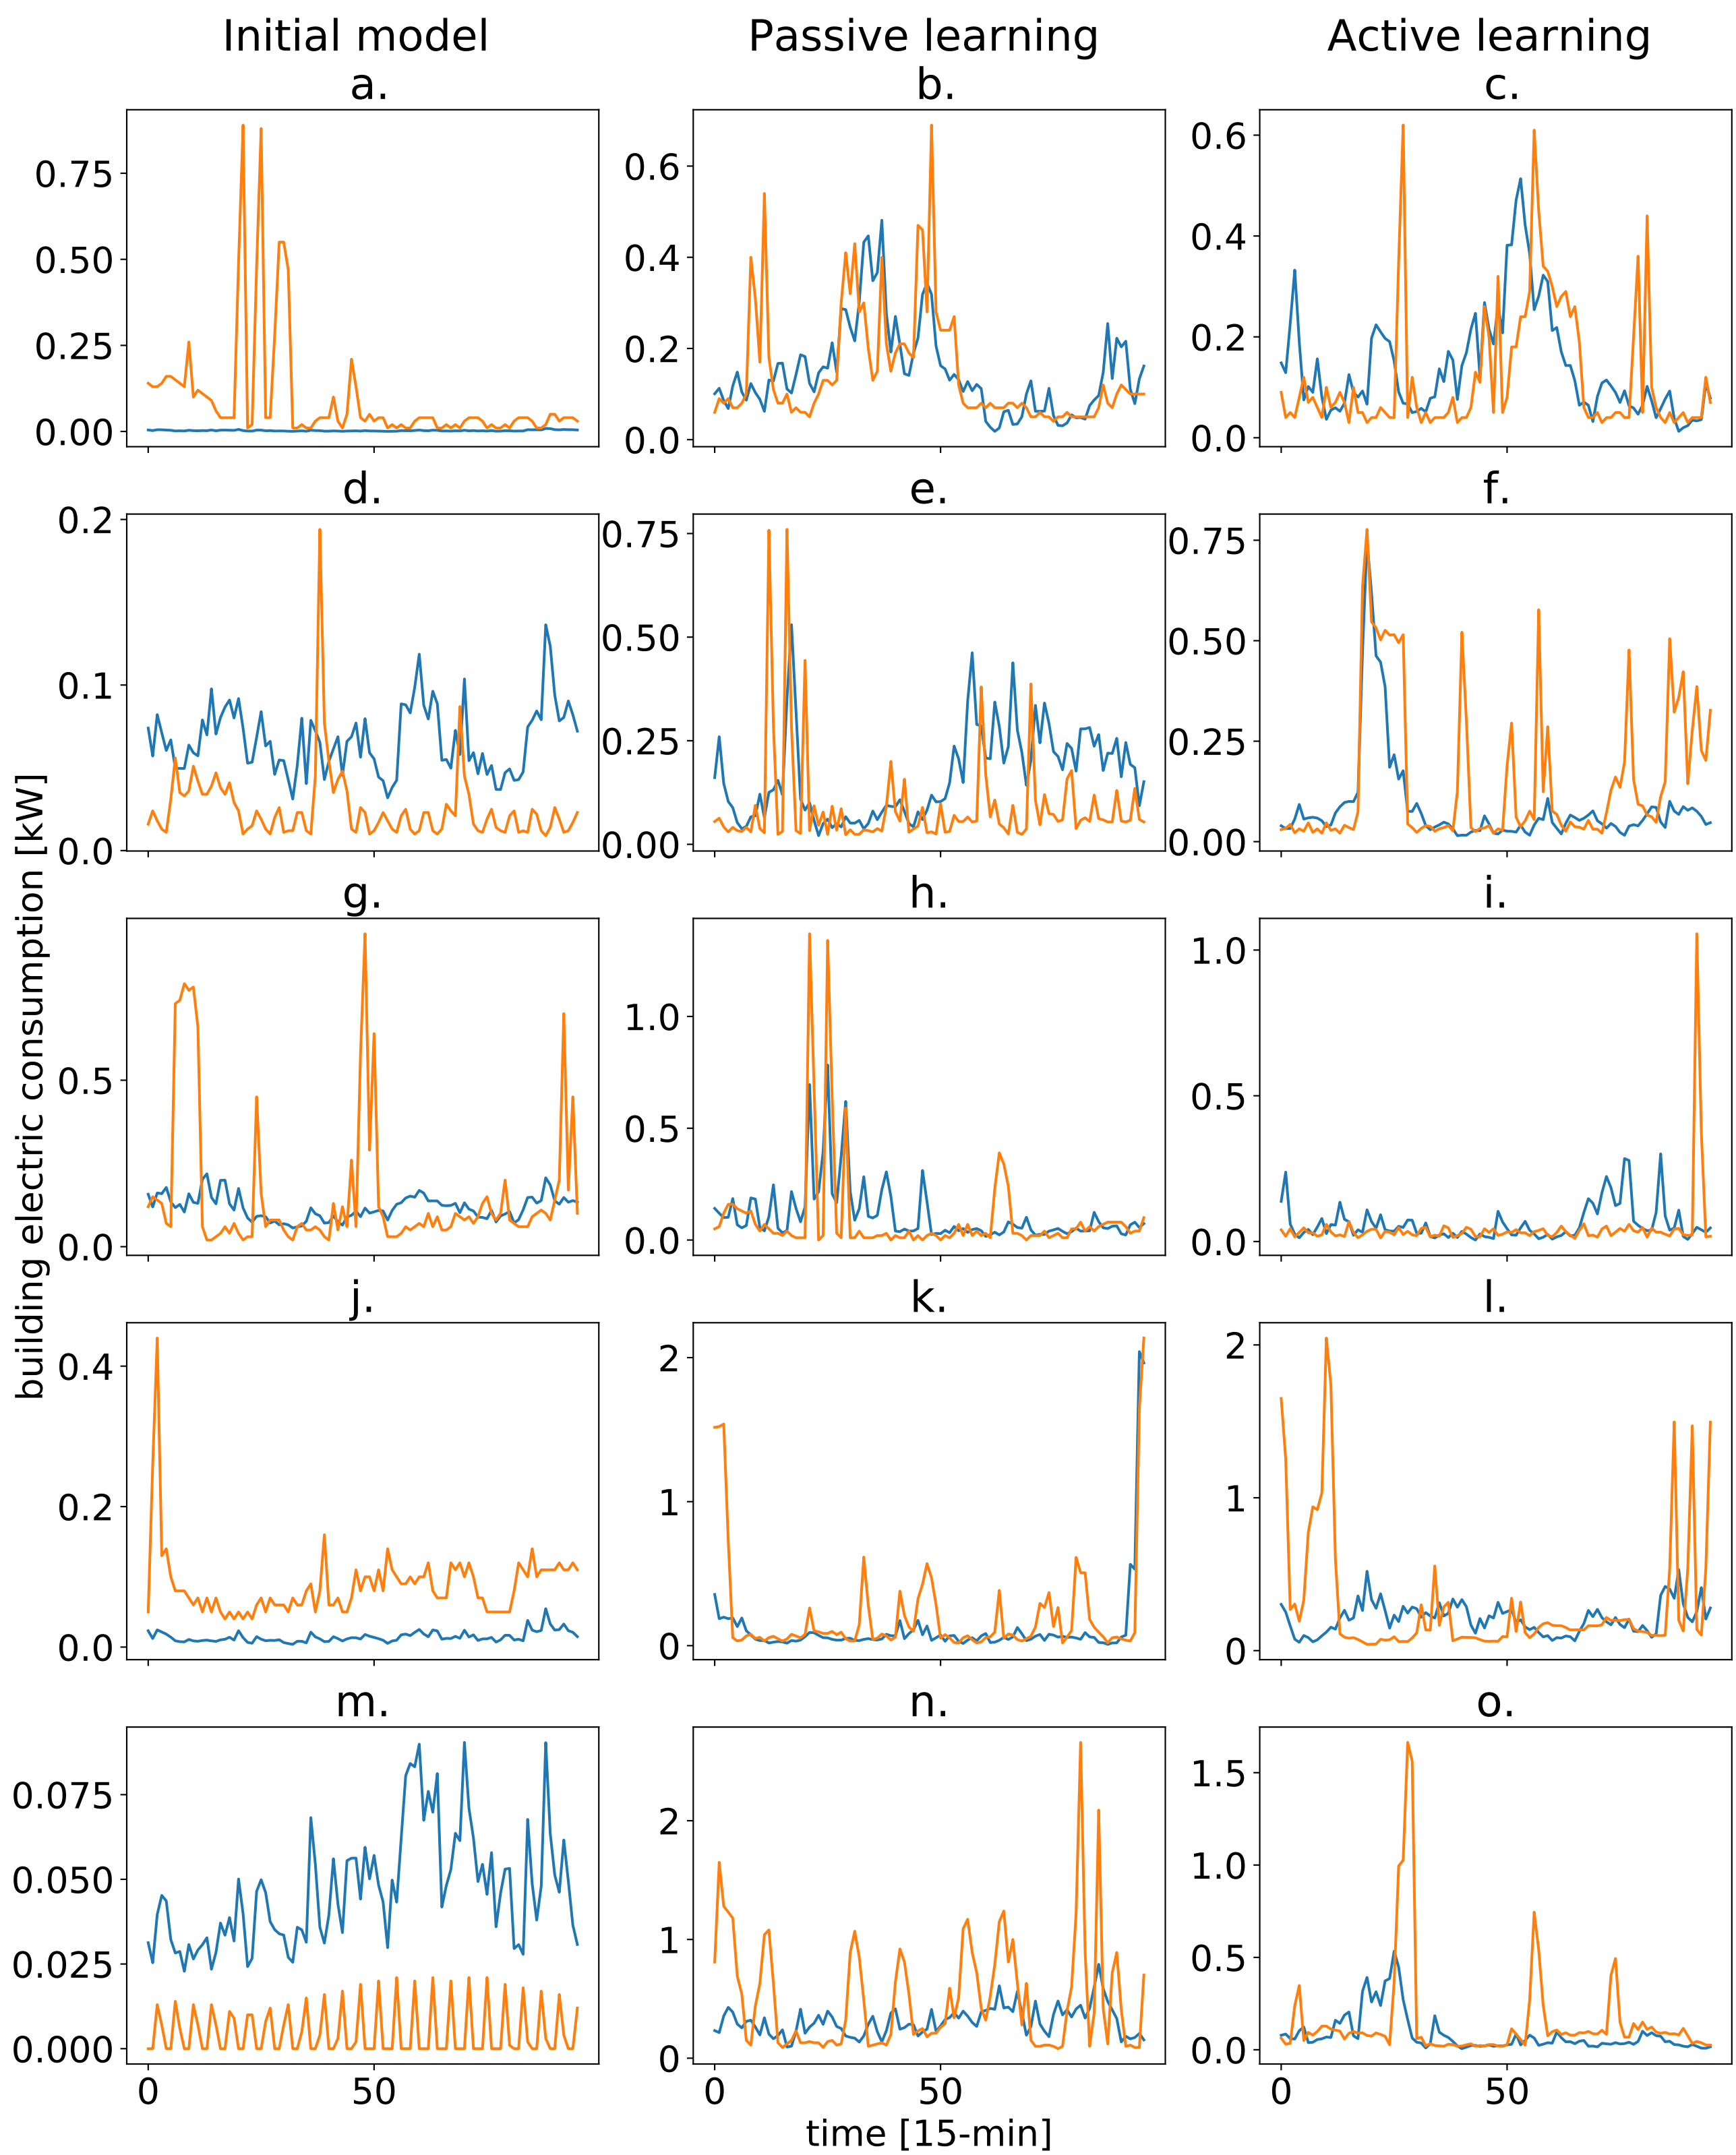 Initial model Passive learning Active learning
a. b. c.
0.75 0.6 0.6
0.50 0.4 0.4
0.25 0.2 0.2
0.00 0.0 0.0
d. e. f.
0.2 0.75 0.75
0.1 0.50 0.50
0.25 0.25
0.0 0.00 0.00
g. h. i.
0.5 1.0 1.0
0.5 0.5
0.0 0.0 0.0
building electric consumption [kW]
j. k. l.
0.4 2 2
0.2 1 1
0.0 0 0
m. n. o.
0.075 2 1.5
0.050 1 1.0
0.025 0.5
0.000 0 0.0
0 50 0 50 0 50
time [15-min]